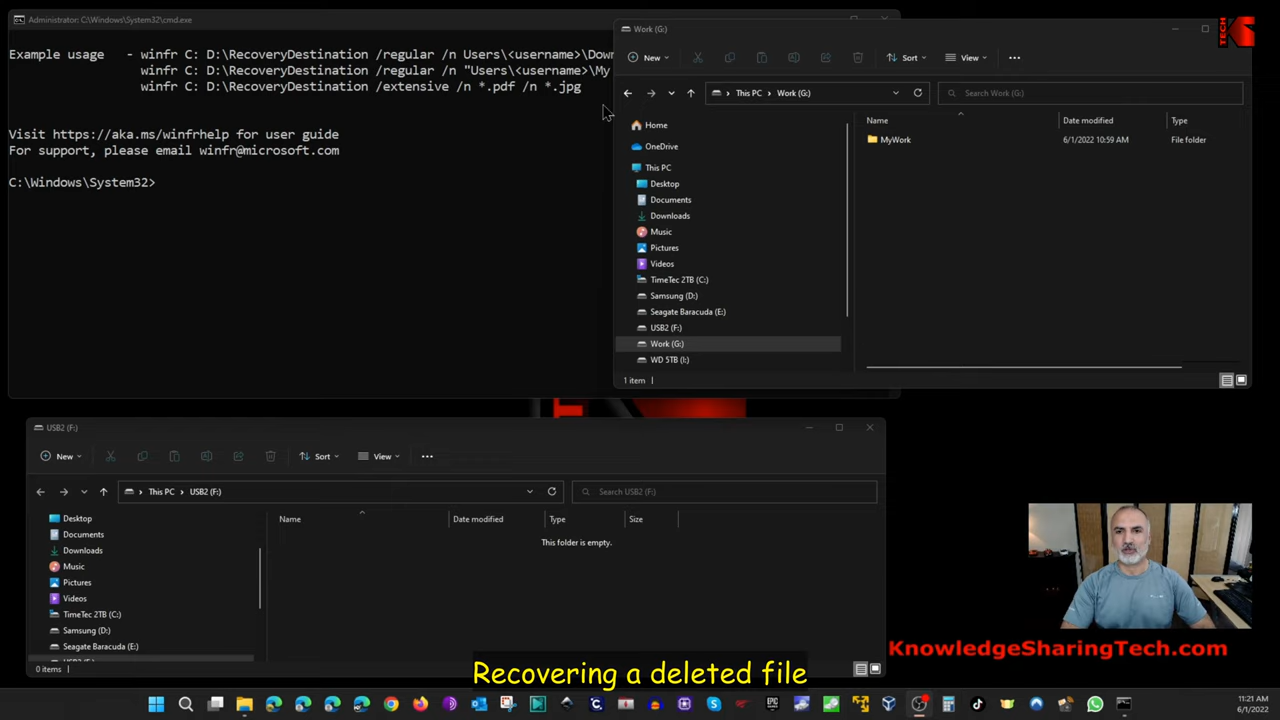 Administrator: C:\Windows\System32\cmd.exe
Example usage - winfr C: D:\RecoveryDestination /regular /n Users\<username>\Dow
winfr C: D:\RecoveryDestination /regular /n "Users\<username>\My
winfr C: D:\RecoveryDestination /extensive /n *.pdf /n *.jpg
Visit https://aka.ms/winfrhelp for user guide
For support, please email winfr@microsoft.com
C:\Windows\System32>
Work (G:)
TECH
New
Sort
View
This PC > Work (G:)
Search Work (G:)
Home
OneDrive
This PC
Desktop
Documents
Downloads
Music
Pictures
Videos
TimeTec 2TB (C:)
Samsung (D:)
Seagate Baracuda (E:)
USB2 (F:)
Work (G:)
WD 5TB (I:)
Name Date modified Type
MyWork 6/1/2022 10:59 AM File folder
1 item
USB2 (F:)
New
Sort
View
This PC > USB2 (F:)
Search USB2 (F:)
Desktop
Documents
Downloads
Music
Pictures
Videos
TimeTec 2TB (C:)
Samsung (D:)
Seagate Baracuda (E:)
Name Date modified Type Size
This folder is empty.
0 items
KnowledgeSharingTech.com
Recovering a deleted file
11:21 AM
6/1/2022